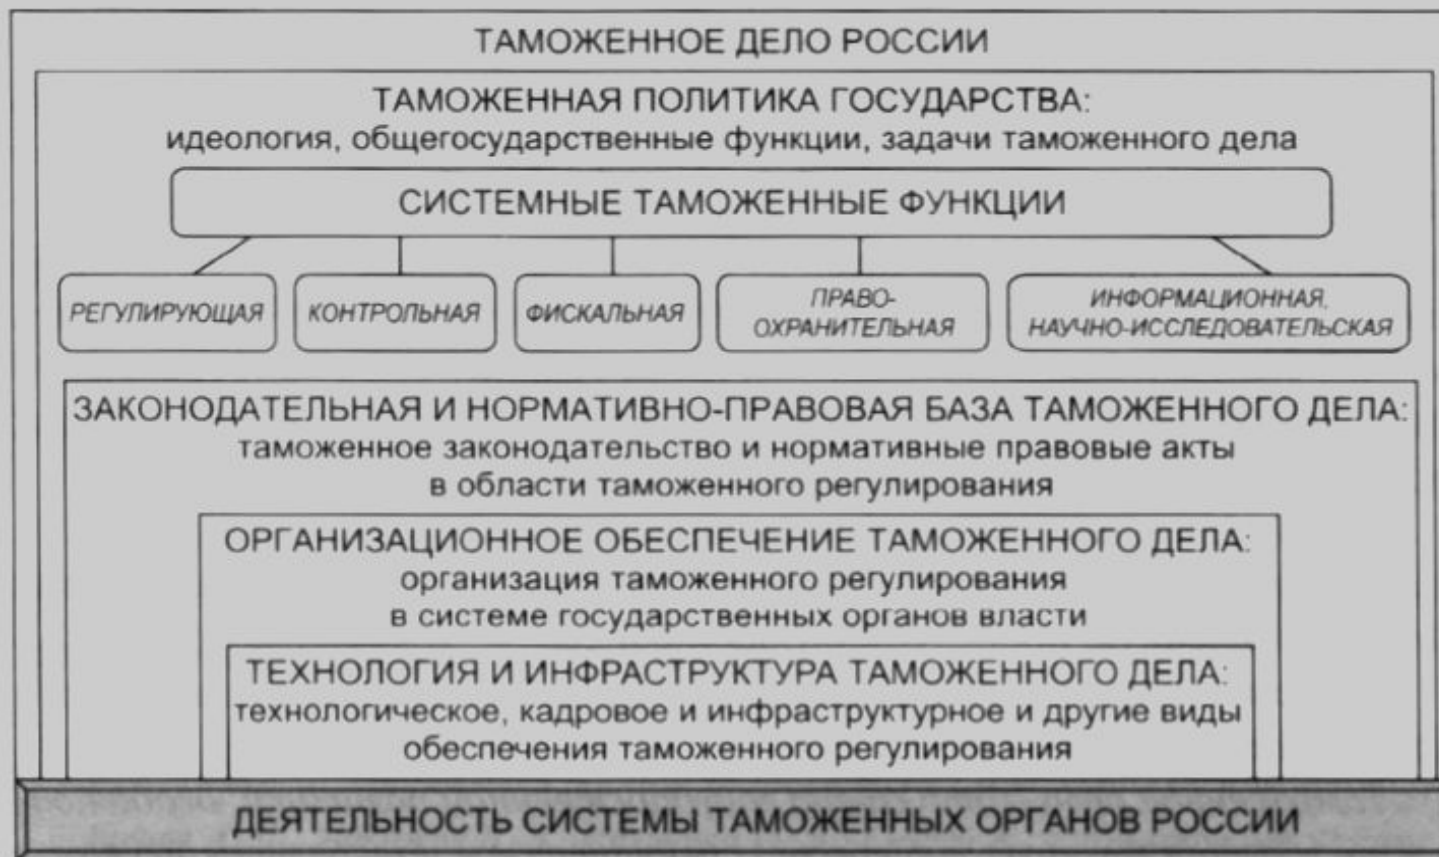 ТАМОЖЕННОЕ ДЕЛО РОССИИ
ТАМОЖЕННАЯ ПОЛИТИКА ГОСУДАРСТВА:
идеология, общегосударственные функции, задачи таможенного дела
СИСТЕМНЫЕ ТАМОЖЕННЫЕ ФУНКЦИИ
РЕГУЛИРУЮЩАЯ
КОНТРОЛЬНАЯ
ФИСКАЛЬНАЯ
ПРАВО-
ОХРАНИТЕЛЬНАЯ
ИНФОРМАЦИОННАЯ,
НАУЧНО-ИССЛЕДОВАТЕЛЬСКАЯ
ЗАКОНОДАТЕЛЬНАЯ И НОРМАТИВНО-ПРАВОВАЯ БАЗА ТАМОЖЕННОГО ДЕЛА:
таможенное законодательство и нормативные правовые акты
в области таможенного регулирования
ОРГАНИЗАЦИОННОЕ ОБЕСПЕЧЕНИЕ ТАМОЖЕННОГО ДЕЛА:
организация таможенного регулирования
в системе государственных органов власти
ТЕХНОЛОГИЯ И ИНФРАСТРУКТУРА ТАМОЖЕННОГО ДЕЛА:
технологическое, кадровое и инфраструктурное и другие виды
обеспечения таможенного регулирования
ДЕЯТЕЛЬНОСТЬ СИСТЕМЫ ТАМОЖЕННЫХ ОРГАНОВ РОССИИ